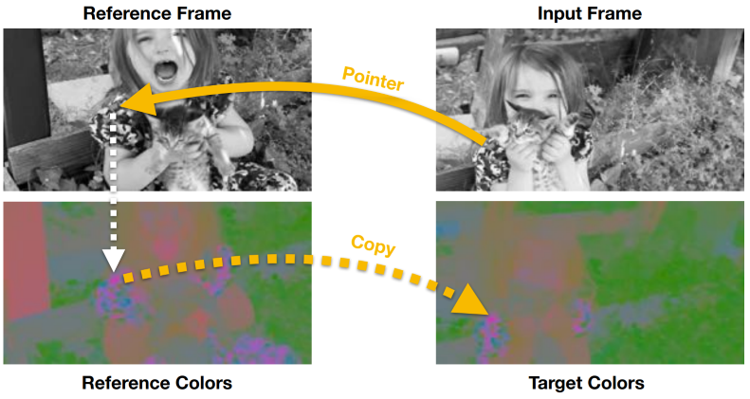 Reference Frame
Input Frame
Pointer
Copy
Reference Colors
Target Colors